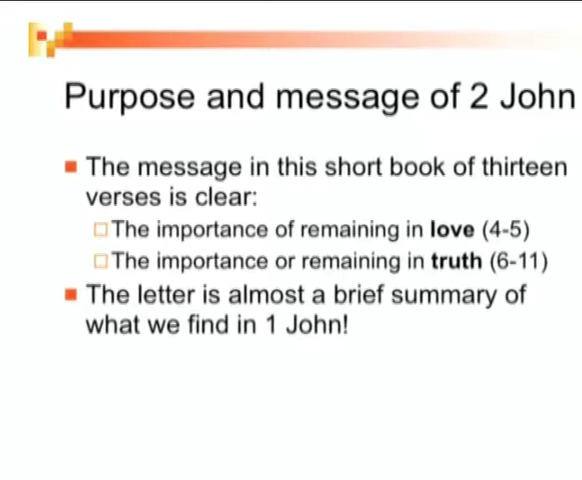 Purpose and message of 2 John
The message in this short book of thirteen
verses is clear:
The importance of remaining in love (4-5)
The importance or remaining in truth (6-11)
The letter is almost a brief summary of
what we find in 1 John!